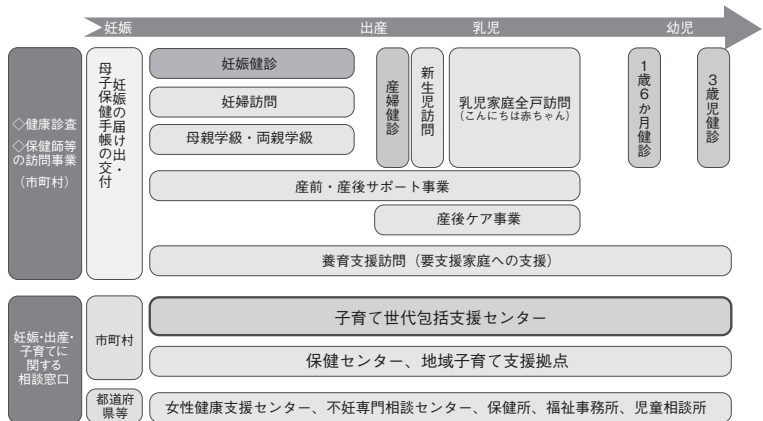 妊娠
出産
乳児
幼児
◇健康診査
◇保健師等
の訪問事業
（市町村）
妊娠の届け出・
母子保健手帳の交付
妊娠健診
妊婦訪問
母親学級・両親学級
産婦健診
新生児訪問
乳児家庭全戸訪問
（こんにちは赤ちゃん）
1歳6か月健診
3歳児健診
産前・産後サポート事業
産後ケア事業
養育支援訪問（要支援家庭への支援）
妊娠・出産・
子育てに
関する
相談窓口
市町村
子育て世代包括支援センター
保健センター、地域子育て支援拠点
都道府
県等
女性健康支援センター、不妊専門相談センター、保健所、福祉事務所、児童相談所